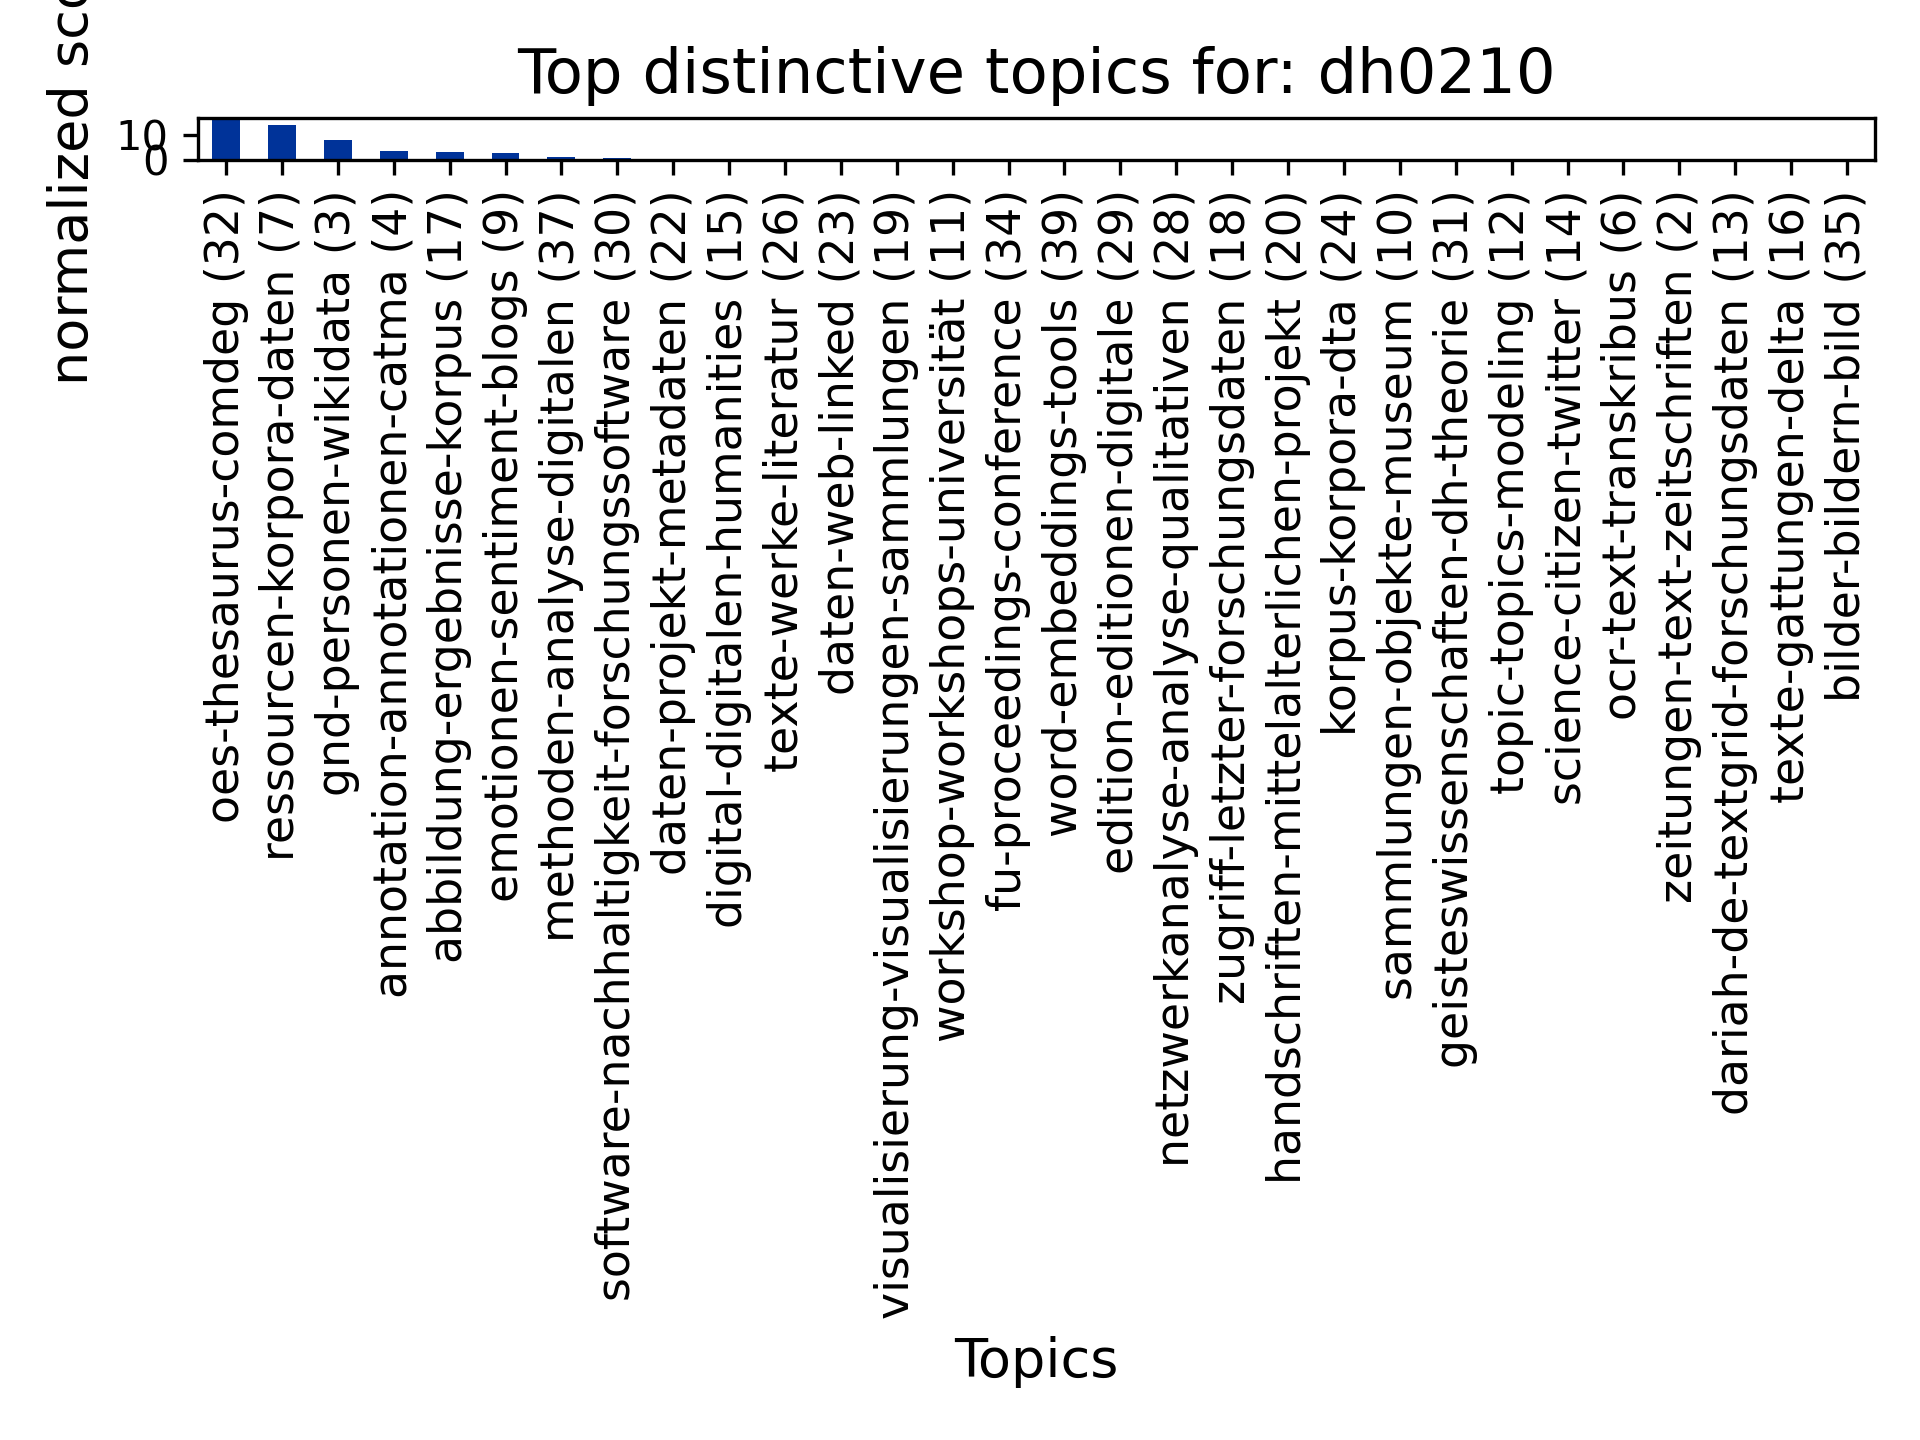 Top distinctive topics for: dh0210
normalized sco
10
0
oes-thesaurus-comdeg (32)
ressourcen-korpora-daten (7)
gnd-personen-wikidata (3)
annotation-annotationen-catma (4)
abbildung-ergebnisse-korpus (17)
emotionen-sentiment-blogs (9)
methoden-analyse-digitalen (37)
software-nachhaltigkeit-forschungssoftware (30)
daten-projekt-metadaten (22)
digital-digitalen-humanities (15)
texte-werke-literatur (26)
daten-web-linked (23)
visualisierung-visualisierungen-sammlungen (19)
workshop-workshops-universität (11)
fu-proceedings-conference (34)
word-embeddings-tools (39)
edition-editionen-digitale (29)
netzwerkanalyse-analyse-qualitativen (28)
zugriff-letzter-forschungsdaten (18)
handschriften-mittelalterlichen-projekt (20)
korpus-korpora-dta (24)
sammlungen-objekte-museum (10)
geisteswissenschaften-dh-theorie (31)
topic-topics-modeling (12)
science-citizen-twitter (14)
ocr-text-transkribus (6)
zeitungen-text-zeitschriften (2)
dariah-de-textgrid-forschungsdaten (13)
texte-gattungen-delta (16)
bilder-bildern-bild (35)
Topics